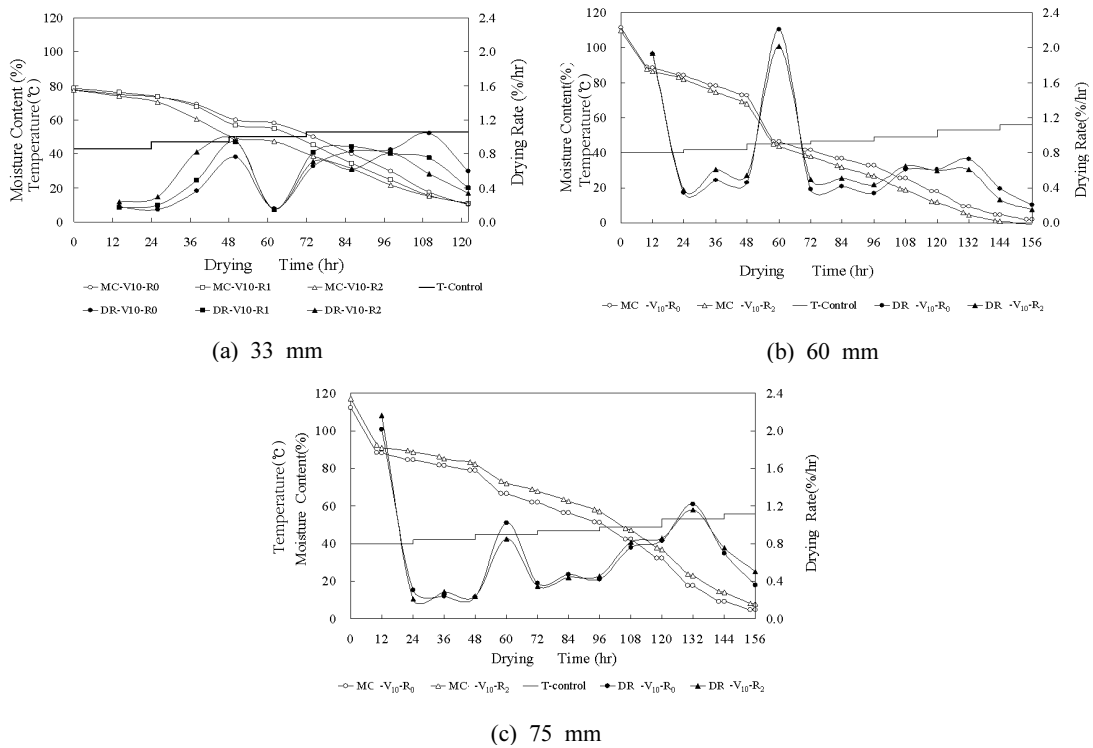 120 100 80 60 40 20 0
Moisture Content (%)
Temperature(℃)
2.4 2.0 1.6 1.2 0.8 0.4 0.0
Drying Rate (%/hr)
0 12 24 36 48 60 72 84 96 108 120
Drying Time (hr)
MC-V10-R0 MC-V10-R1 MC-V10-R2 T-Control
DR-V10-R0 DR-V10-R1 DR-V10-R2
(a) 33 mm
120 100 80 60 40 20 0
Moisture Content(%)
Temperature(℃)
2.4 2.0 1.6 1.2 0.8 0.4 0.0
Drying Rate(%/hr)
0 12 24 36 48 60 72 84 96 108 120 132 144 156
Drying Time (hr)
MC -V10-R0 MC -V10-R2 T-Control DR -V10-R0 DR -V10-R2
(b) 60 mm
120 100 80 60 40 20 0
Temperature(℃)
Moisture Content(%)
2.4 2.0 1.6 1.2 0.8 0.4 0.0
Drying Rate(%/hr)
0 12 24 36 48 60 72 84 96 108 120 132 144 156
Drying Time (hr)
MC -V10-R0 MC -V10-R2 T-control DR -V10-R0 DR -V10-R2
(c) 75 mm